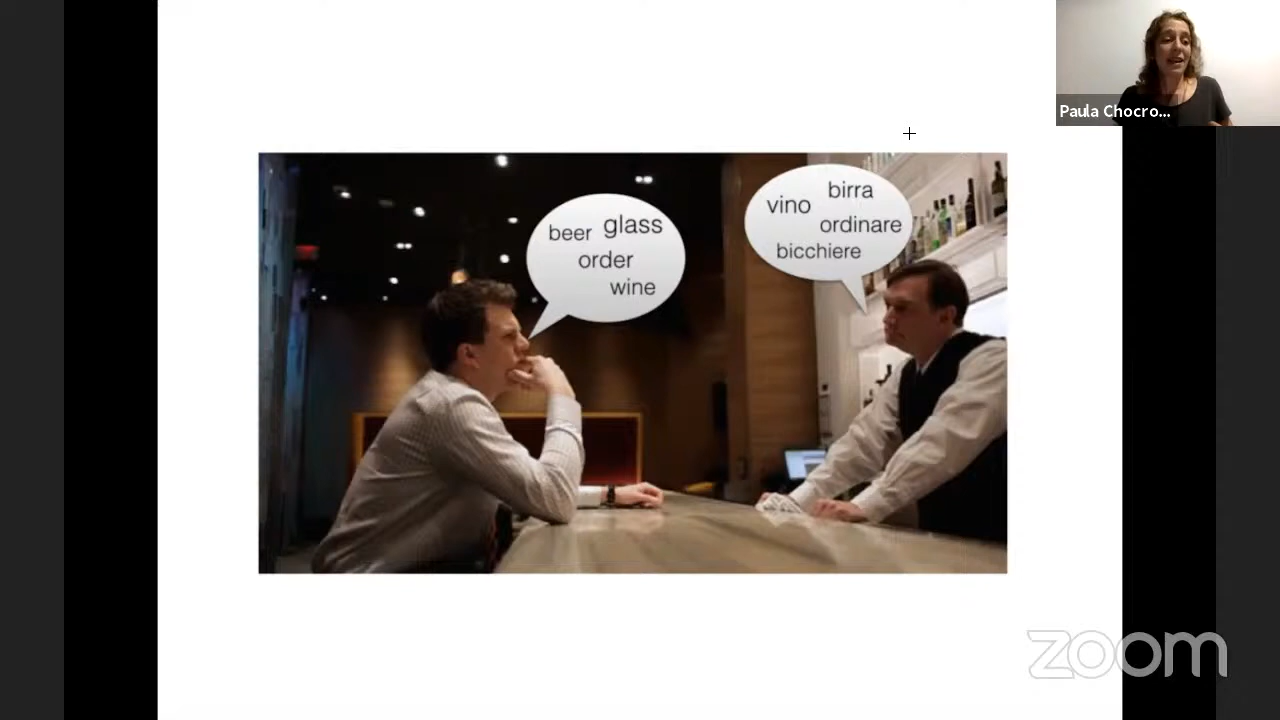 Paula Chocro...
birra
vino
ordinare
bicchiere
glass
beer
order
wine
zoom